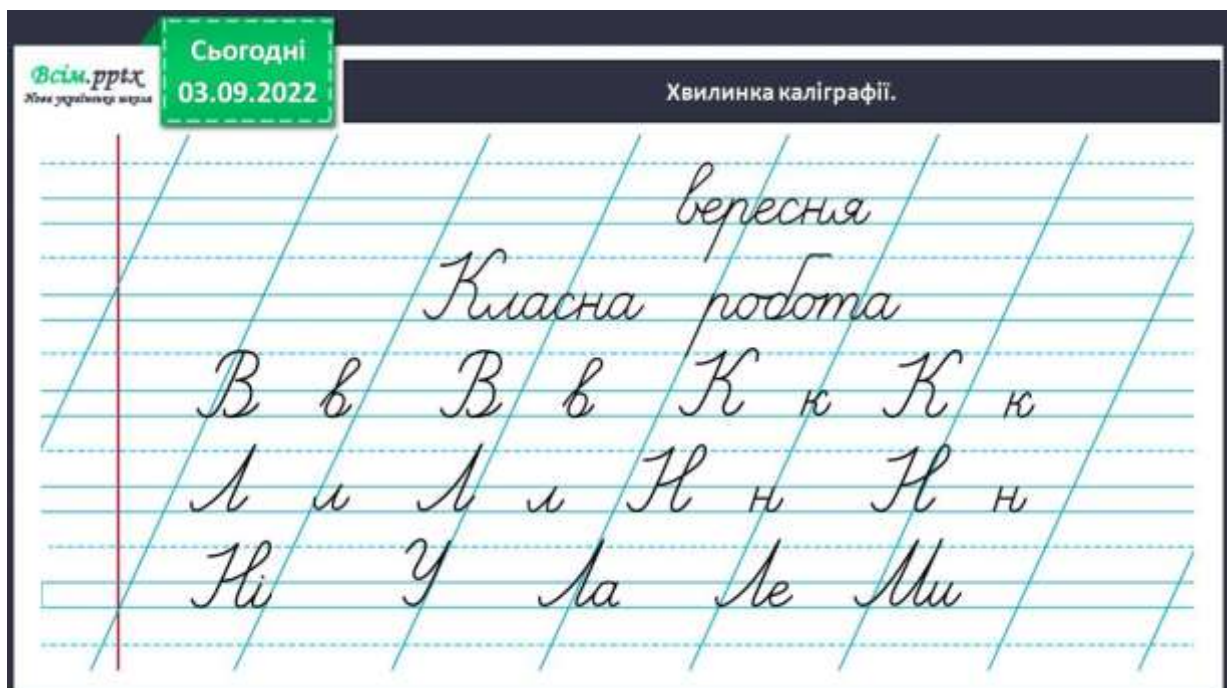 Сьогодні
Всім.pptx
Нова українська школа
03.09.2022
Хвилинка каліграфії.
вересня
Класна робота
В в В в К к К к
Л л Л л Н н Н н
Ні У Ла Ле Ми